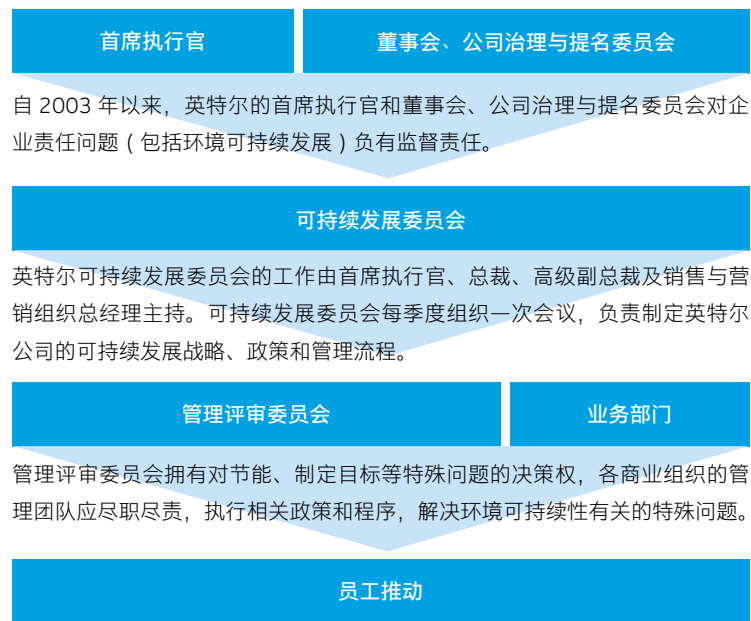 首席执行官
董事会、公司治理与提名委员会
自 2003 年以来，英特尔的首席执行官和董事会、公司治理与提名委员会对企
业责任问题（包括环境可持续发展）负有监督责任。
可持续发展委员会
英特尔可持续发展委员会的工作由首席执行官、总裁、高级副总裁及销售与营
销组织总经理主持。可持续发展委员会每季度组织一次会议，负责制定英特尔
公司的可持续发展战略、政策和管理流程。
管理评审委员会
业务部门
管理评审委员会拥有对节能、制定目标等特殊问题的决策权，各商业组织的管
理团队应尽职尽责，执行相关政策和程序，解决环境可持续性有关的特殊问题。
员工推动